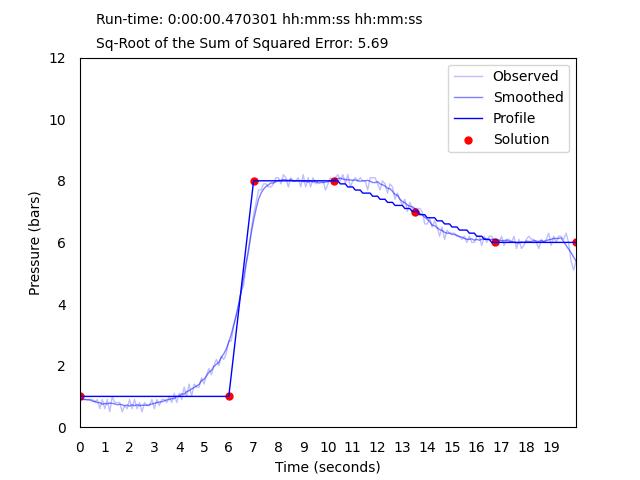 Run-time: 0:00:00.470301 hh:mm:ss hh:mm:ss
Sq-Root of the Sum of Squared Error: 5.69
12
10
8
6
4
2
0
Pressure (bars)
Observed
Smoothed
Profile
Solution
0 1 2 3 4 5 6 7 8 9 10 11 12 13 14 15 16 17 18 19
Time (seconds)